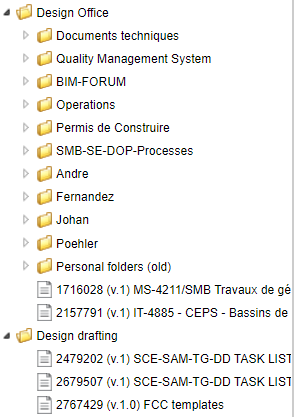 Design Office
Documents techniques
Quality Management System
BIM-FORUM
Operations
Permis de Construire
SMB-SE-DOP-Processes
Andre
Fernandez
Johan
Poehler
Personal folders (old)
1716028 (v.1) MS-4211/SMB Travaux de gé
2157791 (v.1) IT-4885 - CEPS - Bassins de
Design drafting
2479202 (v.1) SCE-SAM-TG-DD TASK LIST
2679507 (v.1) SCE-SAM-TG-DD TASK LIST
2767429 (v.1.0) FCC templates